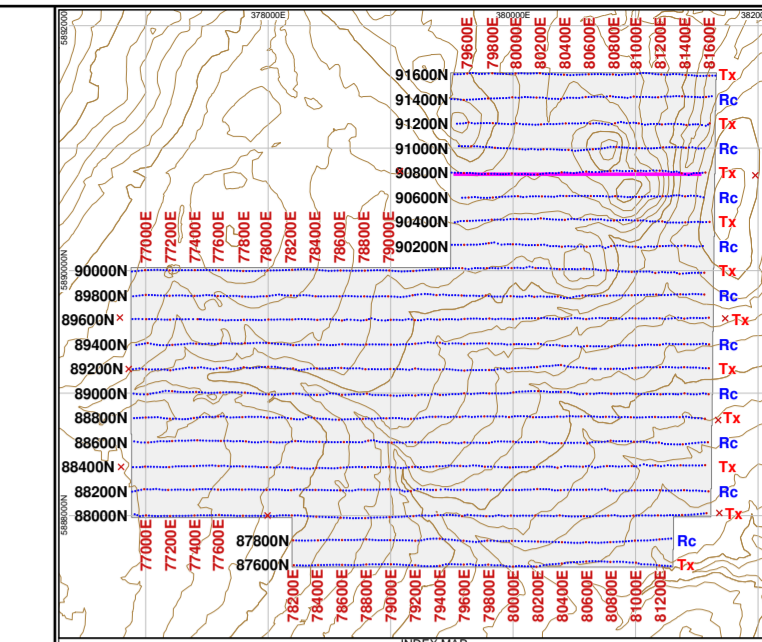 378000E
380000E
382000
5892000
79600E
79800E
80000E
80200E
80400E
80600E
80800E
81000E
81200E
81400E
81600E
91600N Tx
91400N Rc
91200N Tx
91000N Rc
90800N Tx
90600N Rc
90400N Tx
90200N Rc
77000E
77200E
77400E
77600E
77800E
78000E
78200E
78400E
78600E
78800E
79000E
5890000N
90000N Tx
89800N Rc
89600N Tx
89400N Rc
89200N Tx
89000N Rc
88800N Tx
88600N Rc
88400N Tx
88200N Rc
88000N Tx
5888000N
77000E
77200E
77400E
77600E
87800N Rc
87600N Tx
78200E
78400E
78600E
78800E
79000E
79200E
79400E
79600E
79800E
80000E
80200E
80400E
80600E
80800E
81000E
81200E
INDEX MAP